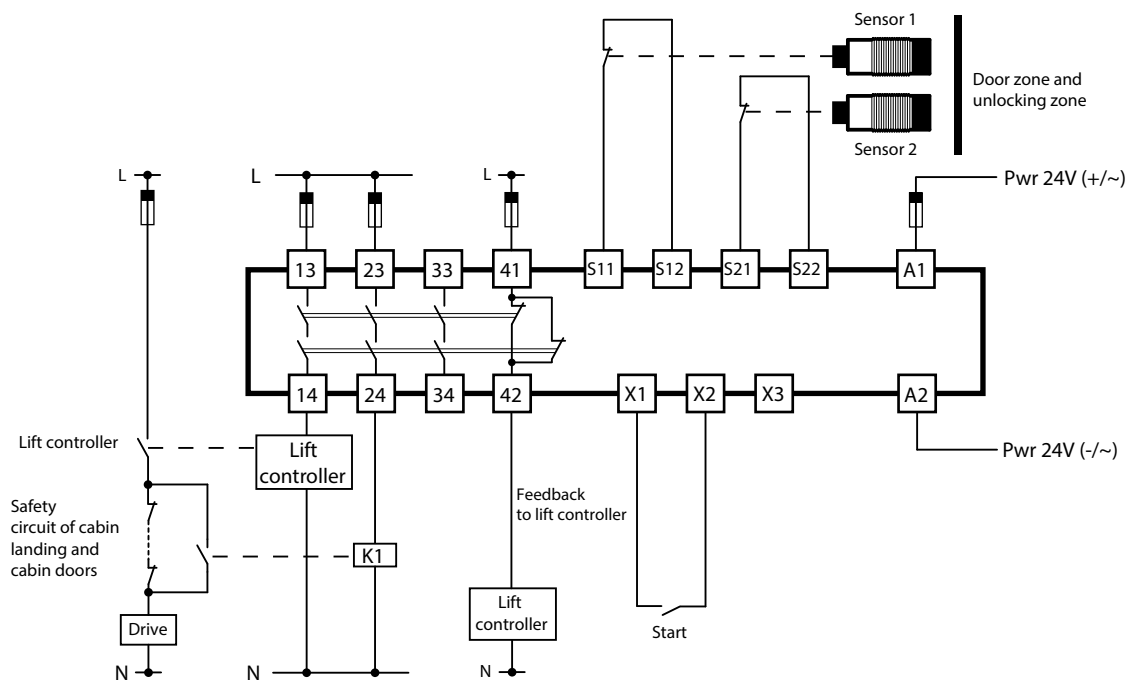 Sensor 1
Door zone and
unlocking zone
Sensor 2
L
L
L
Pwr 24V (+/~)
13
23
33
41
S11
S12
S21
S22
A1
14
24
34
42
X1
X2
X3
A2
Lift controller
Lift
controller
Pwr 24V (-/~)
Safety
circuit of cabin
landing and
cabin doors
Feedback
to lift controller
K1
Drive
Lift
controller
Start
N
N
N